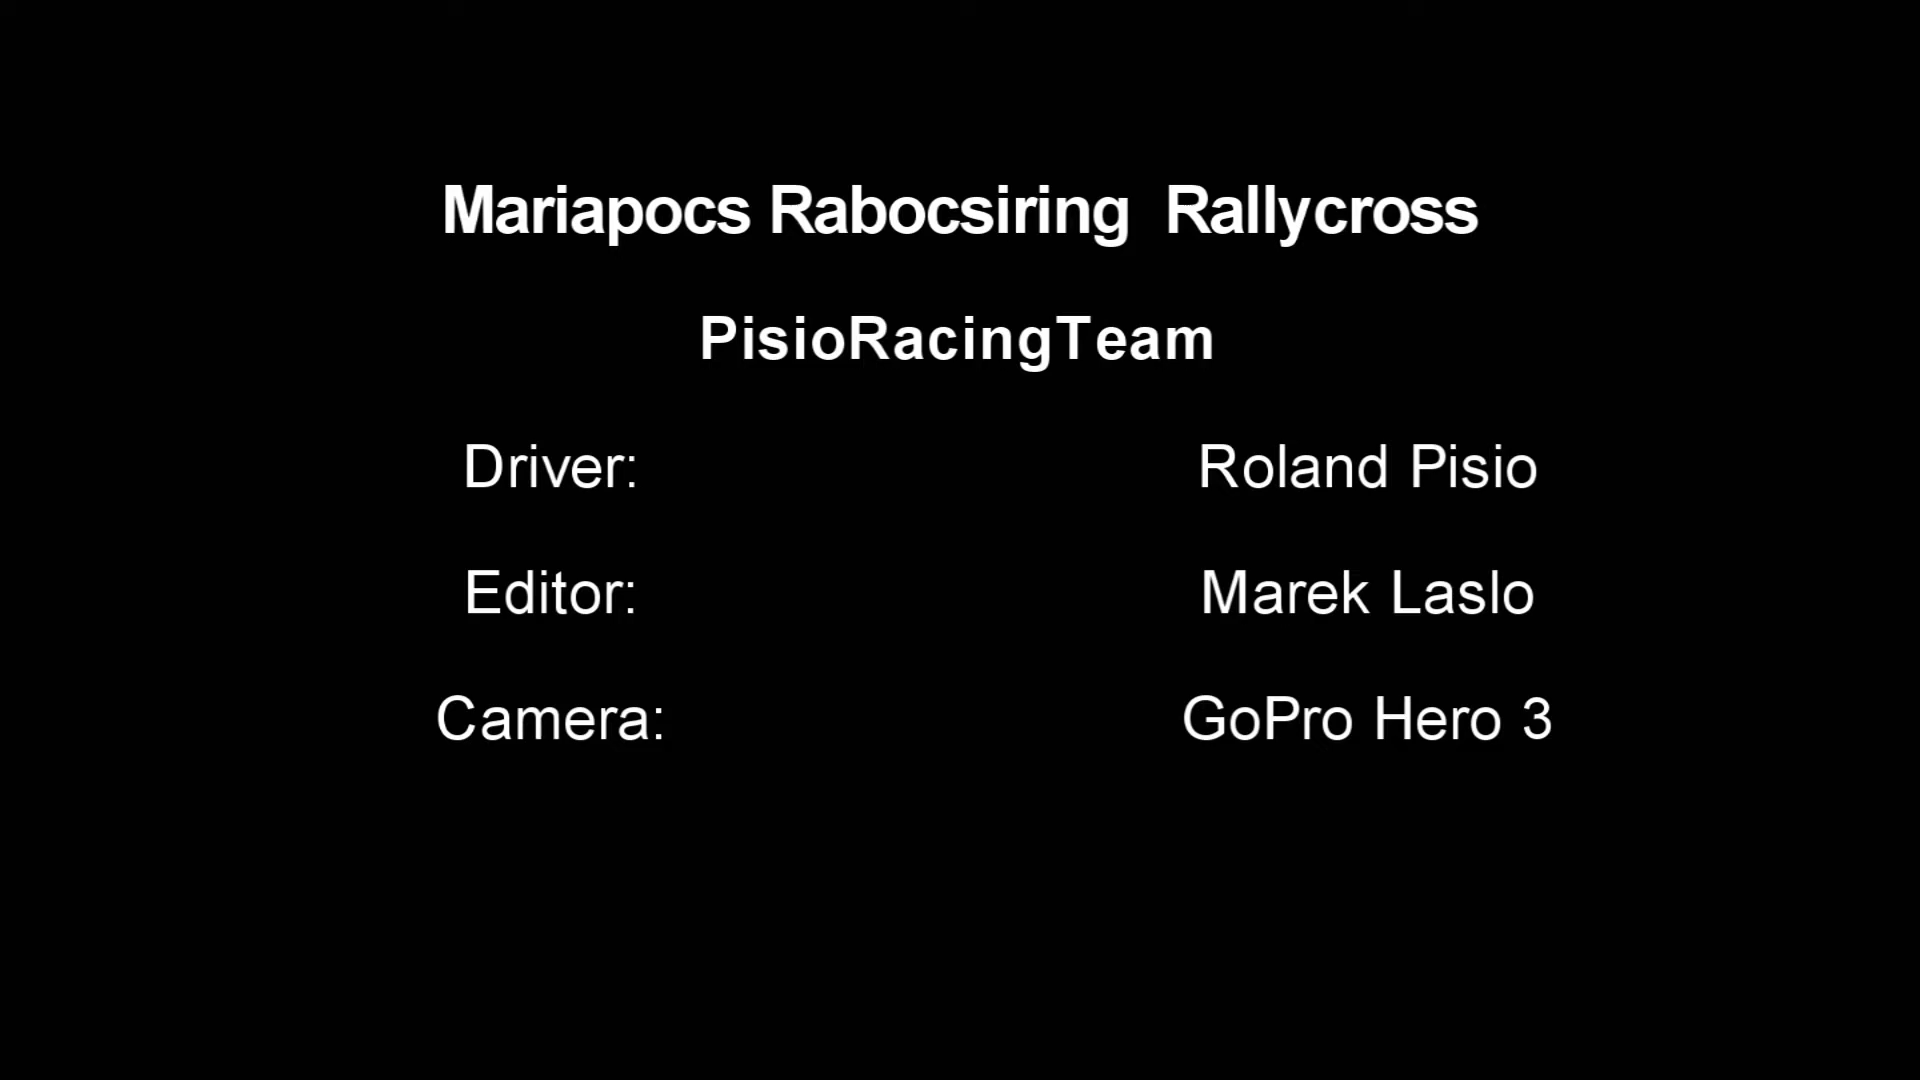 Mariapocs Rabocsiring  Rallycross
PisioRacingTeam
Driver: Roland Pisio
Editor: Marek Laslo
Camera: GoPro Hero 3